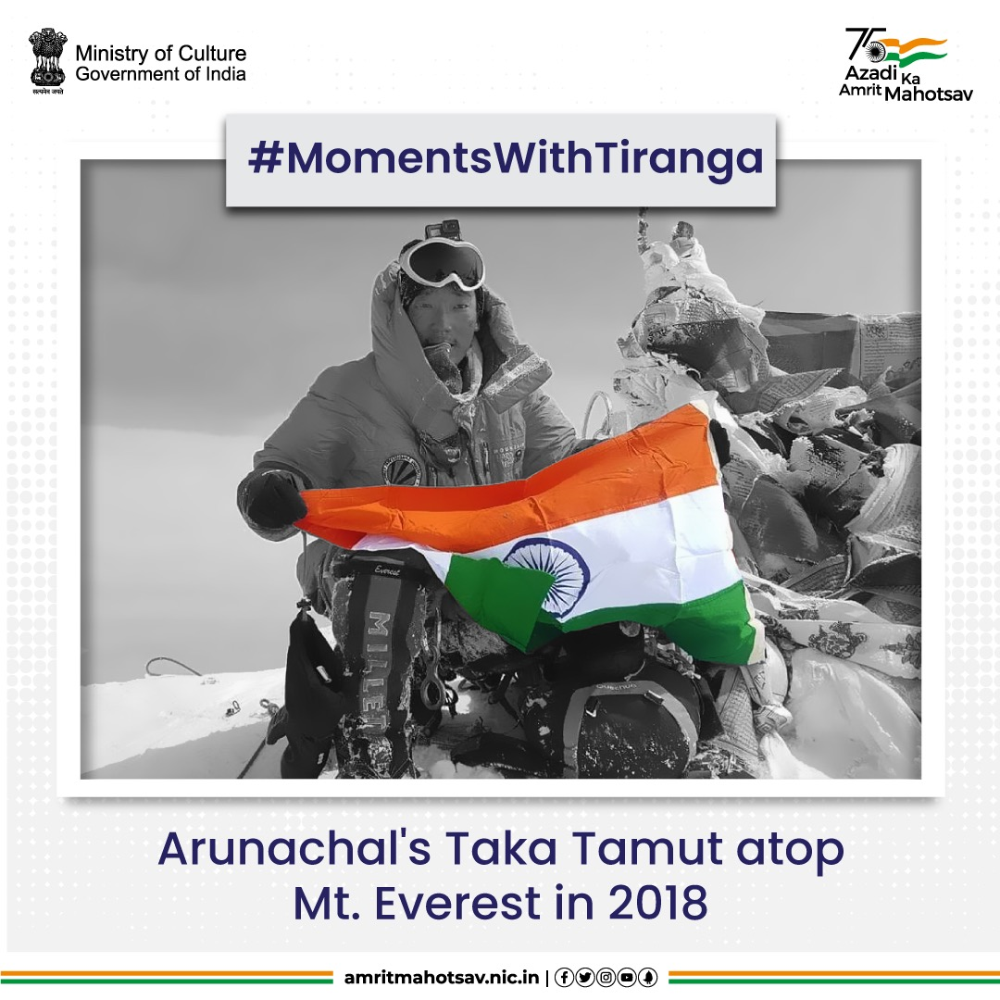 Ministry of Culture
Government of India
सत्यमेव जयते
75
Azadi Ka
Amrit Mahotsav
#MomentsWithTiranga
Everest
MILLET
Quechua
Arunachal's Taka Tamut atop
Mt. Everest in 2018
amritmahotsav.nic.in |